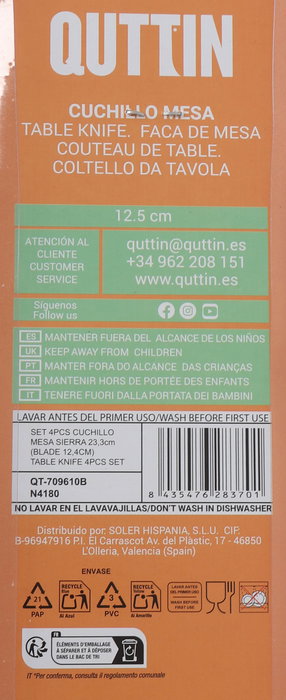 QUTTIN
CUCHILLO MESA
TABLE KNIFE. FACA DE MESA
COUTEAU DE TABLE.
COLTELLO DA TAVOLA
12.5 cm
ATENCIÓN AL
CLIENTE
CUSTOMER
SERVICE
quttin@quttin.es
+34 962 208 151
www.quttin.es
Síguenos
Follow us
ES MANTENER FUERA DEL ALCANCE DE LOS NIÑOS
UK KEEP AWAY FROM CHILDREN
PT MANTER FORA DO ALCANCE DAS CRIANÇAS
FR MANTENIR HORS DE PORTÉE DES ENFANTS
IT TENERE FUORI DALLA PORTATA DEI BAMBINI
LAVAR ANTES DEL PRIMER USO/WASH BEFORE FIRST USE
SET 4PCS CUCHILLO
MESA SIERRA 23,3cm
(BLADE 12.4CM)
TABLE KNIFE 4PCS SET
QT-709610B
N4180
8 435476 283701
NO LAVAR EN EL LAVAVAJILLAS/DON'T WASH IN DISHWASHER
Distribuido por: SOLER HISPANIA, S.L.U. CIF.
B-96947916 P.I. El Carrascot Av. del Plàstic, 17 - 46850
L'Olleria, Valencia (Spain)
ENVASE
21
PAP
RECYCLE
Blue
Al Azul
3
PVC
RECYCLE
Yellow
Al Amarillo
LAVAR ANTES
DEL PRIMER USO
WASH BEFORE
FIRST USE
FR
ÉLÉMENTS D'EMBALLAGE
À SÉPARER ET À DÉPOSER
DANS LE BAC DE TRI
IT "Per conferma, consulta il regolamento comunale